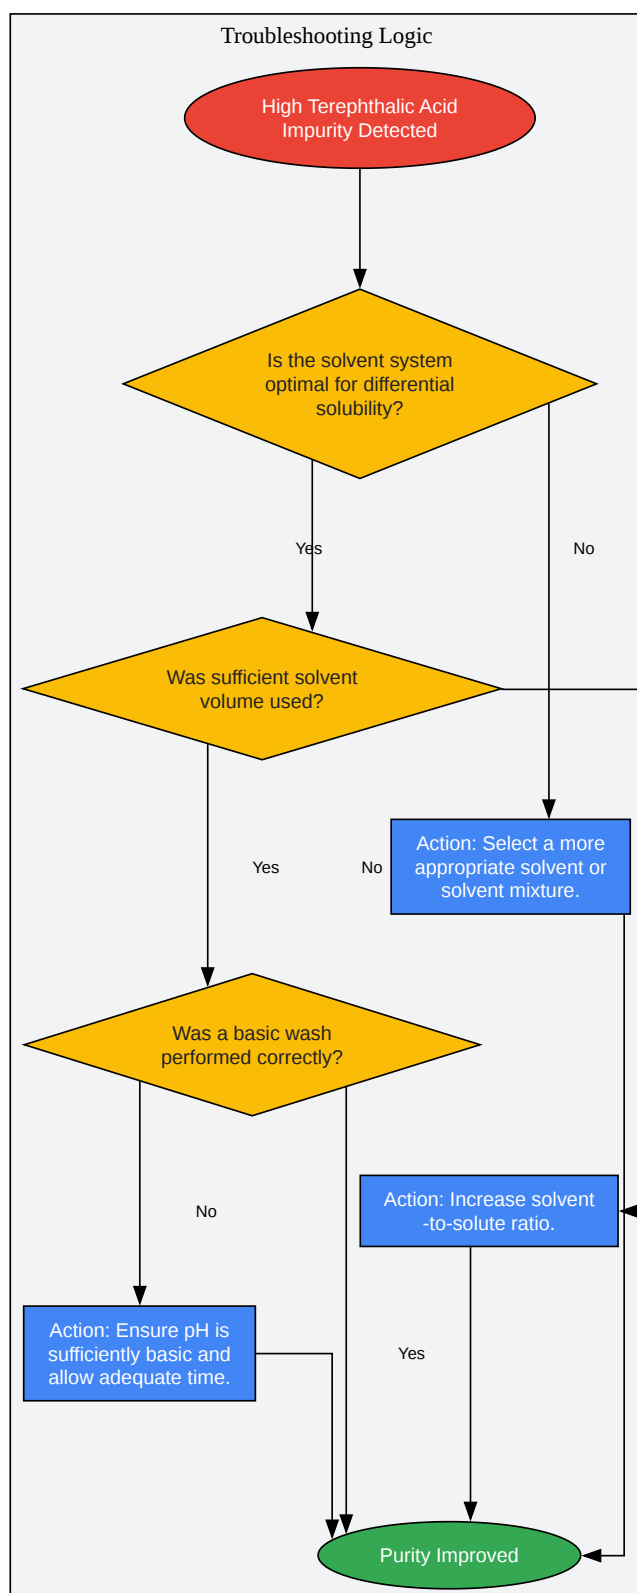 Troubleshooting Logic
High Terephthalic Acid
Impurity Detected
Is the solvent system
optimal for differential
solubility?
Yes
No
Was sufficient solvent
volume used?
Yes
No
Action: Select a more
appropriate solvent or
solvent mixture.
Was a basic wash
performed correctly?
No
Action: Increase solvent
-to-solute ratio.
Action: Ensure pH is
sufficiently basic and
allow adequate time.
Yes
Purity Improved